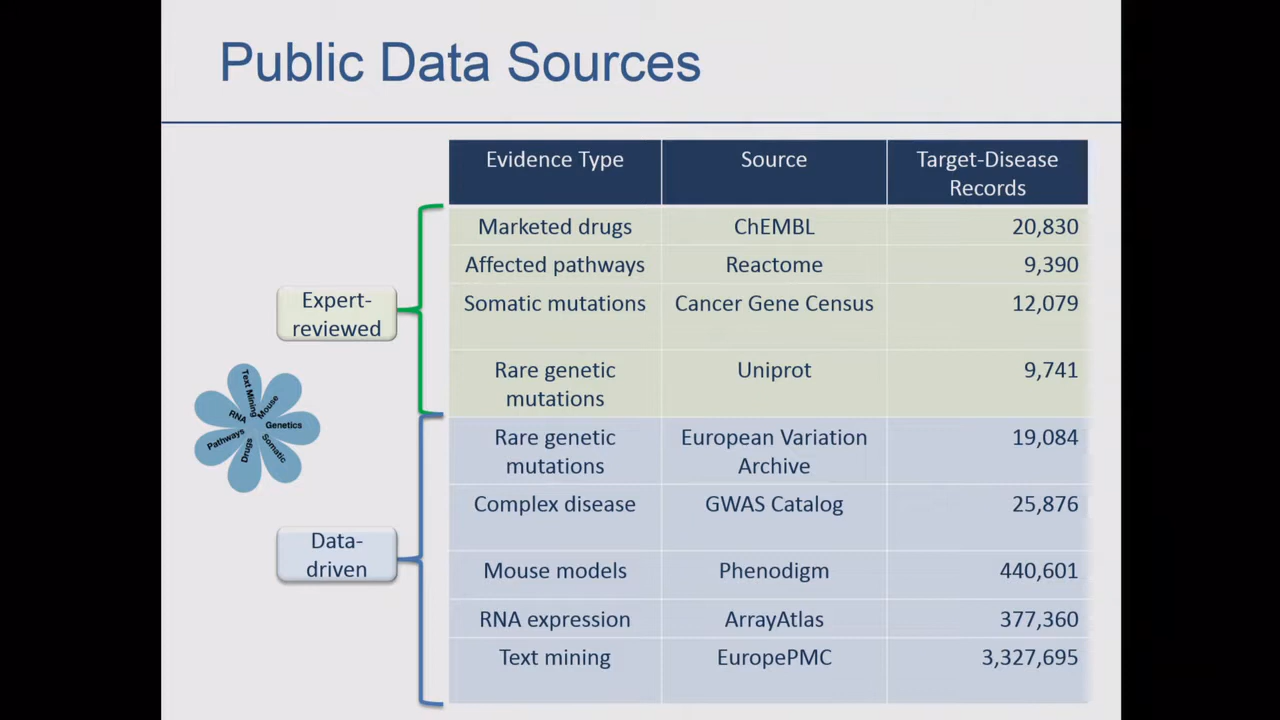 Public Data Sources
Evidence Type Source Target-Disease
Records
Marketed drugs ChEMBL 20,830
Affected pathways Reactome 9,390
Somatic mutations Cancer Gene Census 12,079
Rare genetic Uniprot 9,741
mutations
Rare genetic European Variation 19,084
mutations Archive
Complex disease GWAS Catalog 25,876
Mouse models Phenodigm 440,601
RNA expression ArrayAtlas 377,360
Text mining EuropePMC 3,327,695
Expert-
reviewed
Data-
driven
Text Mining
Mouse
Genetics
Somatic
Drugs
Pathways
RNA